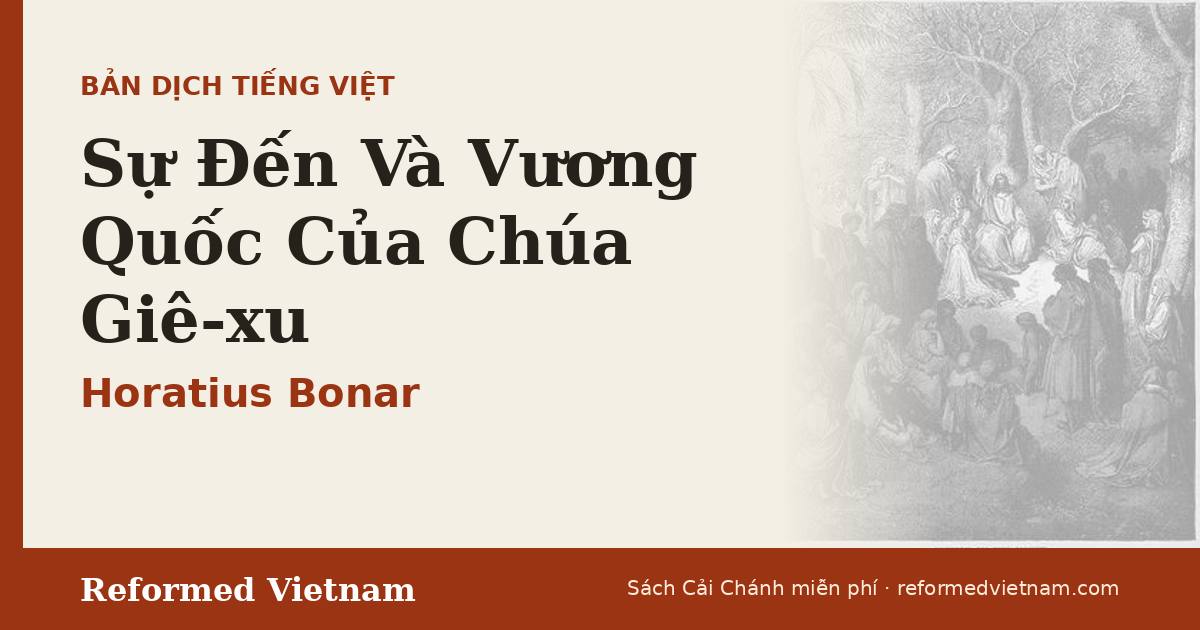 BẢN DỊCH TIẾNG VIỆT
Sự Đến Và Vương
Quốc Của Chúa
Giê-xu
Horatius Bonar
Reformed Vietnam
Sách Cải Chánh miễn phí · reformedvietnam.com